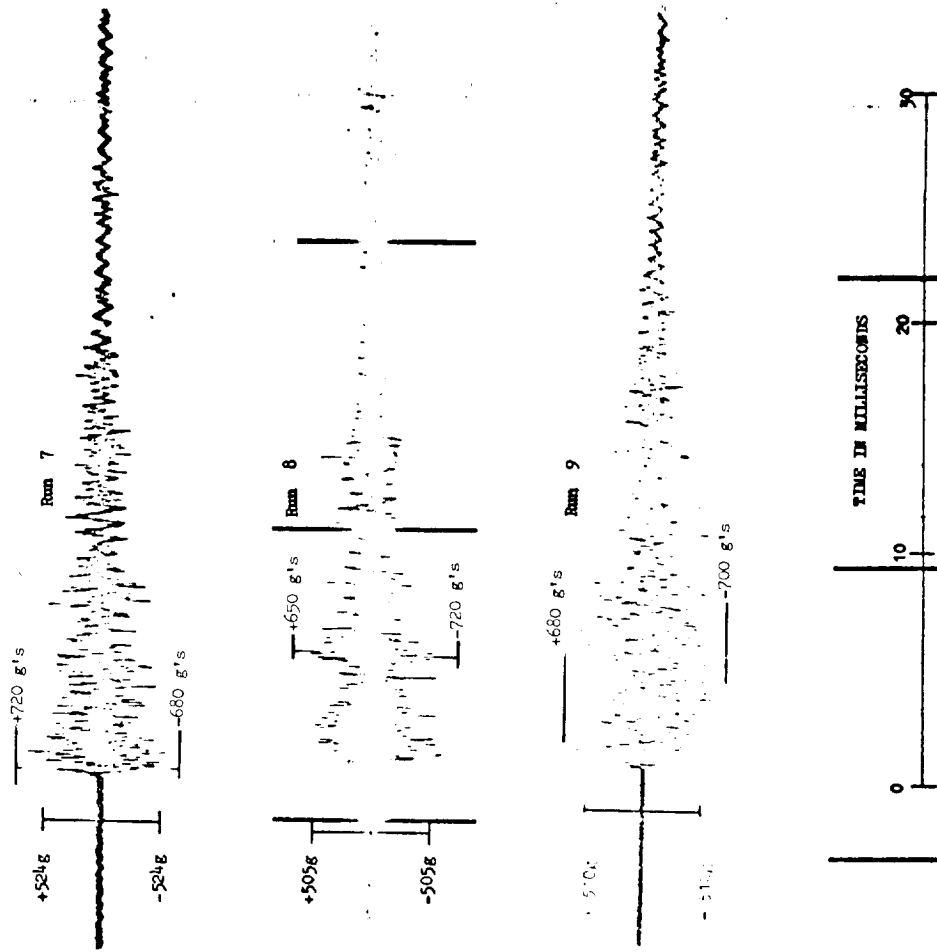 Run 7
+720 g's
-680 g's
+524g
-524g
Run 8
+650 g's
-720 g's
+505g
-505g
Run 9
+680 g's
-700 g's
TIME IN MILLISECONDS
0
10
20
30